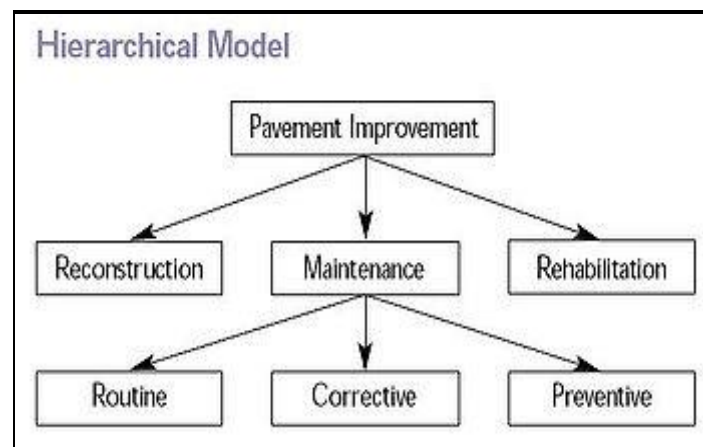 Hierarchical Model
Pavement Improvement
Reconstruction Maintenance Rehabilitation
Routine Corrective Preventive